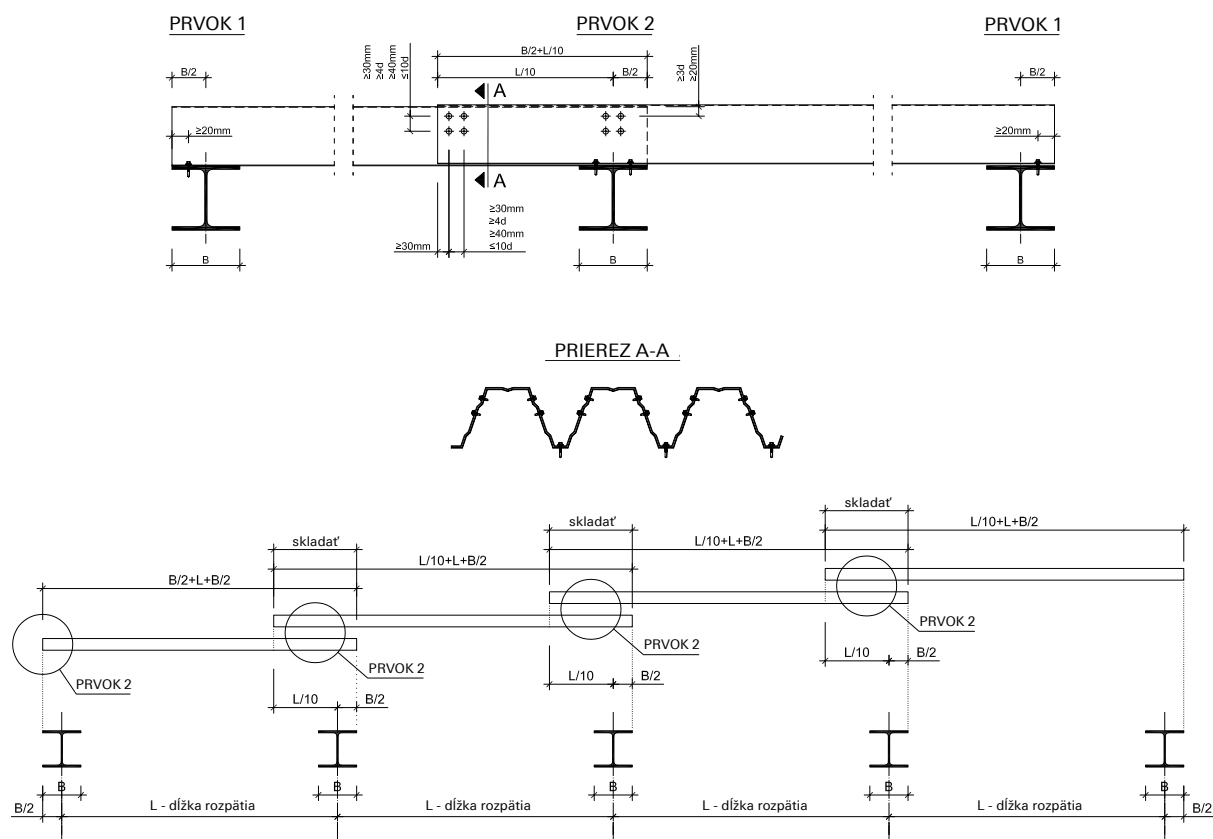 PRVOK 1
PRVOK 2
PRVOK 1
B/2
≥30mm
≥4d
≥40mm
≤10d
B/2+L/10
L/10
B/2
≥3d
≥20mm
B/2
A
≥20mm
≥20mm
A
≥30mm
≥30mm
≥4d
≥40mm
≤10d
B
B
B
PRIEREZ A-A
skladať
L/10+L+B/2
skladať
L/10+L+B/2
skladať
L/10+L+B/2
B/2+L+B/2
PRVOK 2
PRVOK 2
PRVOK 2
PRVOK 2
L/10
B/2
L/10
B/2
L/10
B/2
B
B
B
B
B
B/2
L - dĺžka rozpätia
L - dĺžka rozpätia
L - dĺžka rozpätia
L - dĺžka rozpätia
B/2